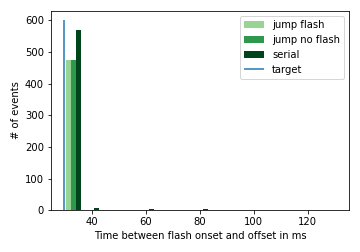 jump flash
jump no flash
serial
target
# of events
600
500
400
300
200
100
0
40 60 80 100 120
Time between flash onset and offset in ms